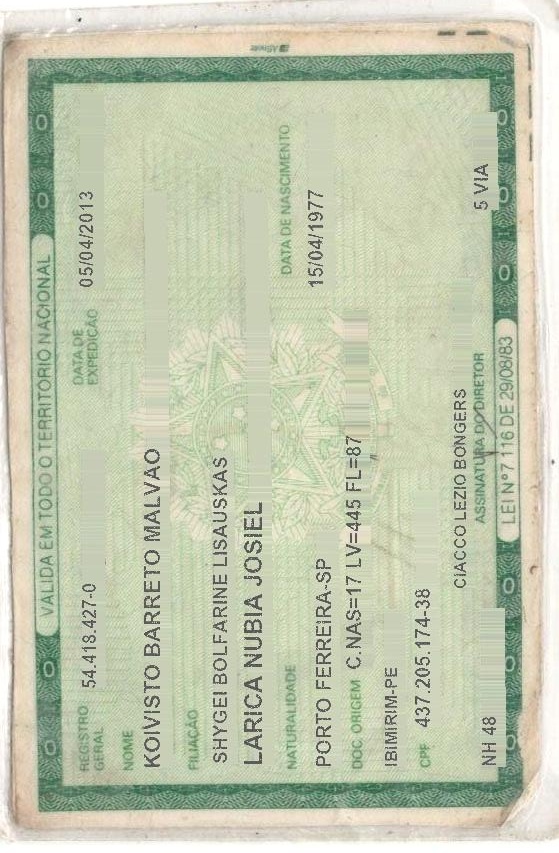 VALIDA EM TODO O TERRITÓRIO NACIONAL
REGISTRO GERAL 54.418.427-0 DATA DE EXPEDIÇÃO 05/04/2013
NOME
KOIVISTO BARRETO MALVAO
FILIAÇÃO
SHYGEI BOLFARINE LISAUSKAS
LARICA NUBIA JOSIEL
NATURALIDADE DATA DE NASCIMENTO
PORTO FERREIRA-SP 15/04/1977
DOC. ORIGEM C.NAS=17 LV=445 FL=87
IBIMIRIM-PE
CPF 437.205.174-38
CIACCO LEZIO BONGERS
NH 48 ASSINATURA DO DIRETOR 5 VIA
LEI Nº 7 116 DE 29/08/83